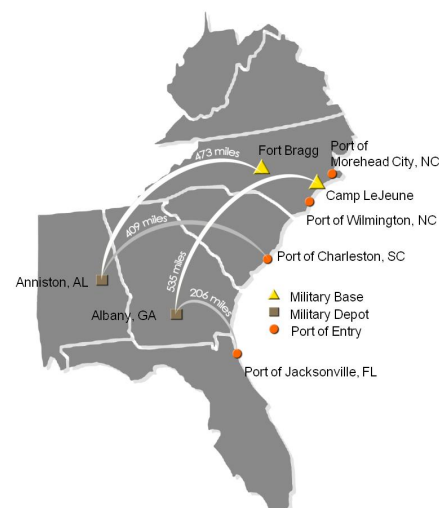 473 miles
Fort Bragg
Port of
Morehead City, NC
Camp LeJeune
Port of Wilmington, NC
409 miles
535 miles
Port of Charleston, SC
Anniston, AL
Albany, GA
206 miles
Military Base
Military Depot
Port of Entry
Port of Jacksonville, FL